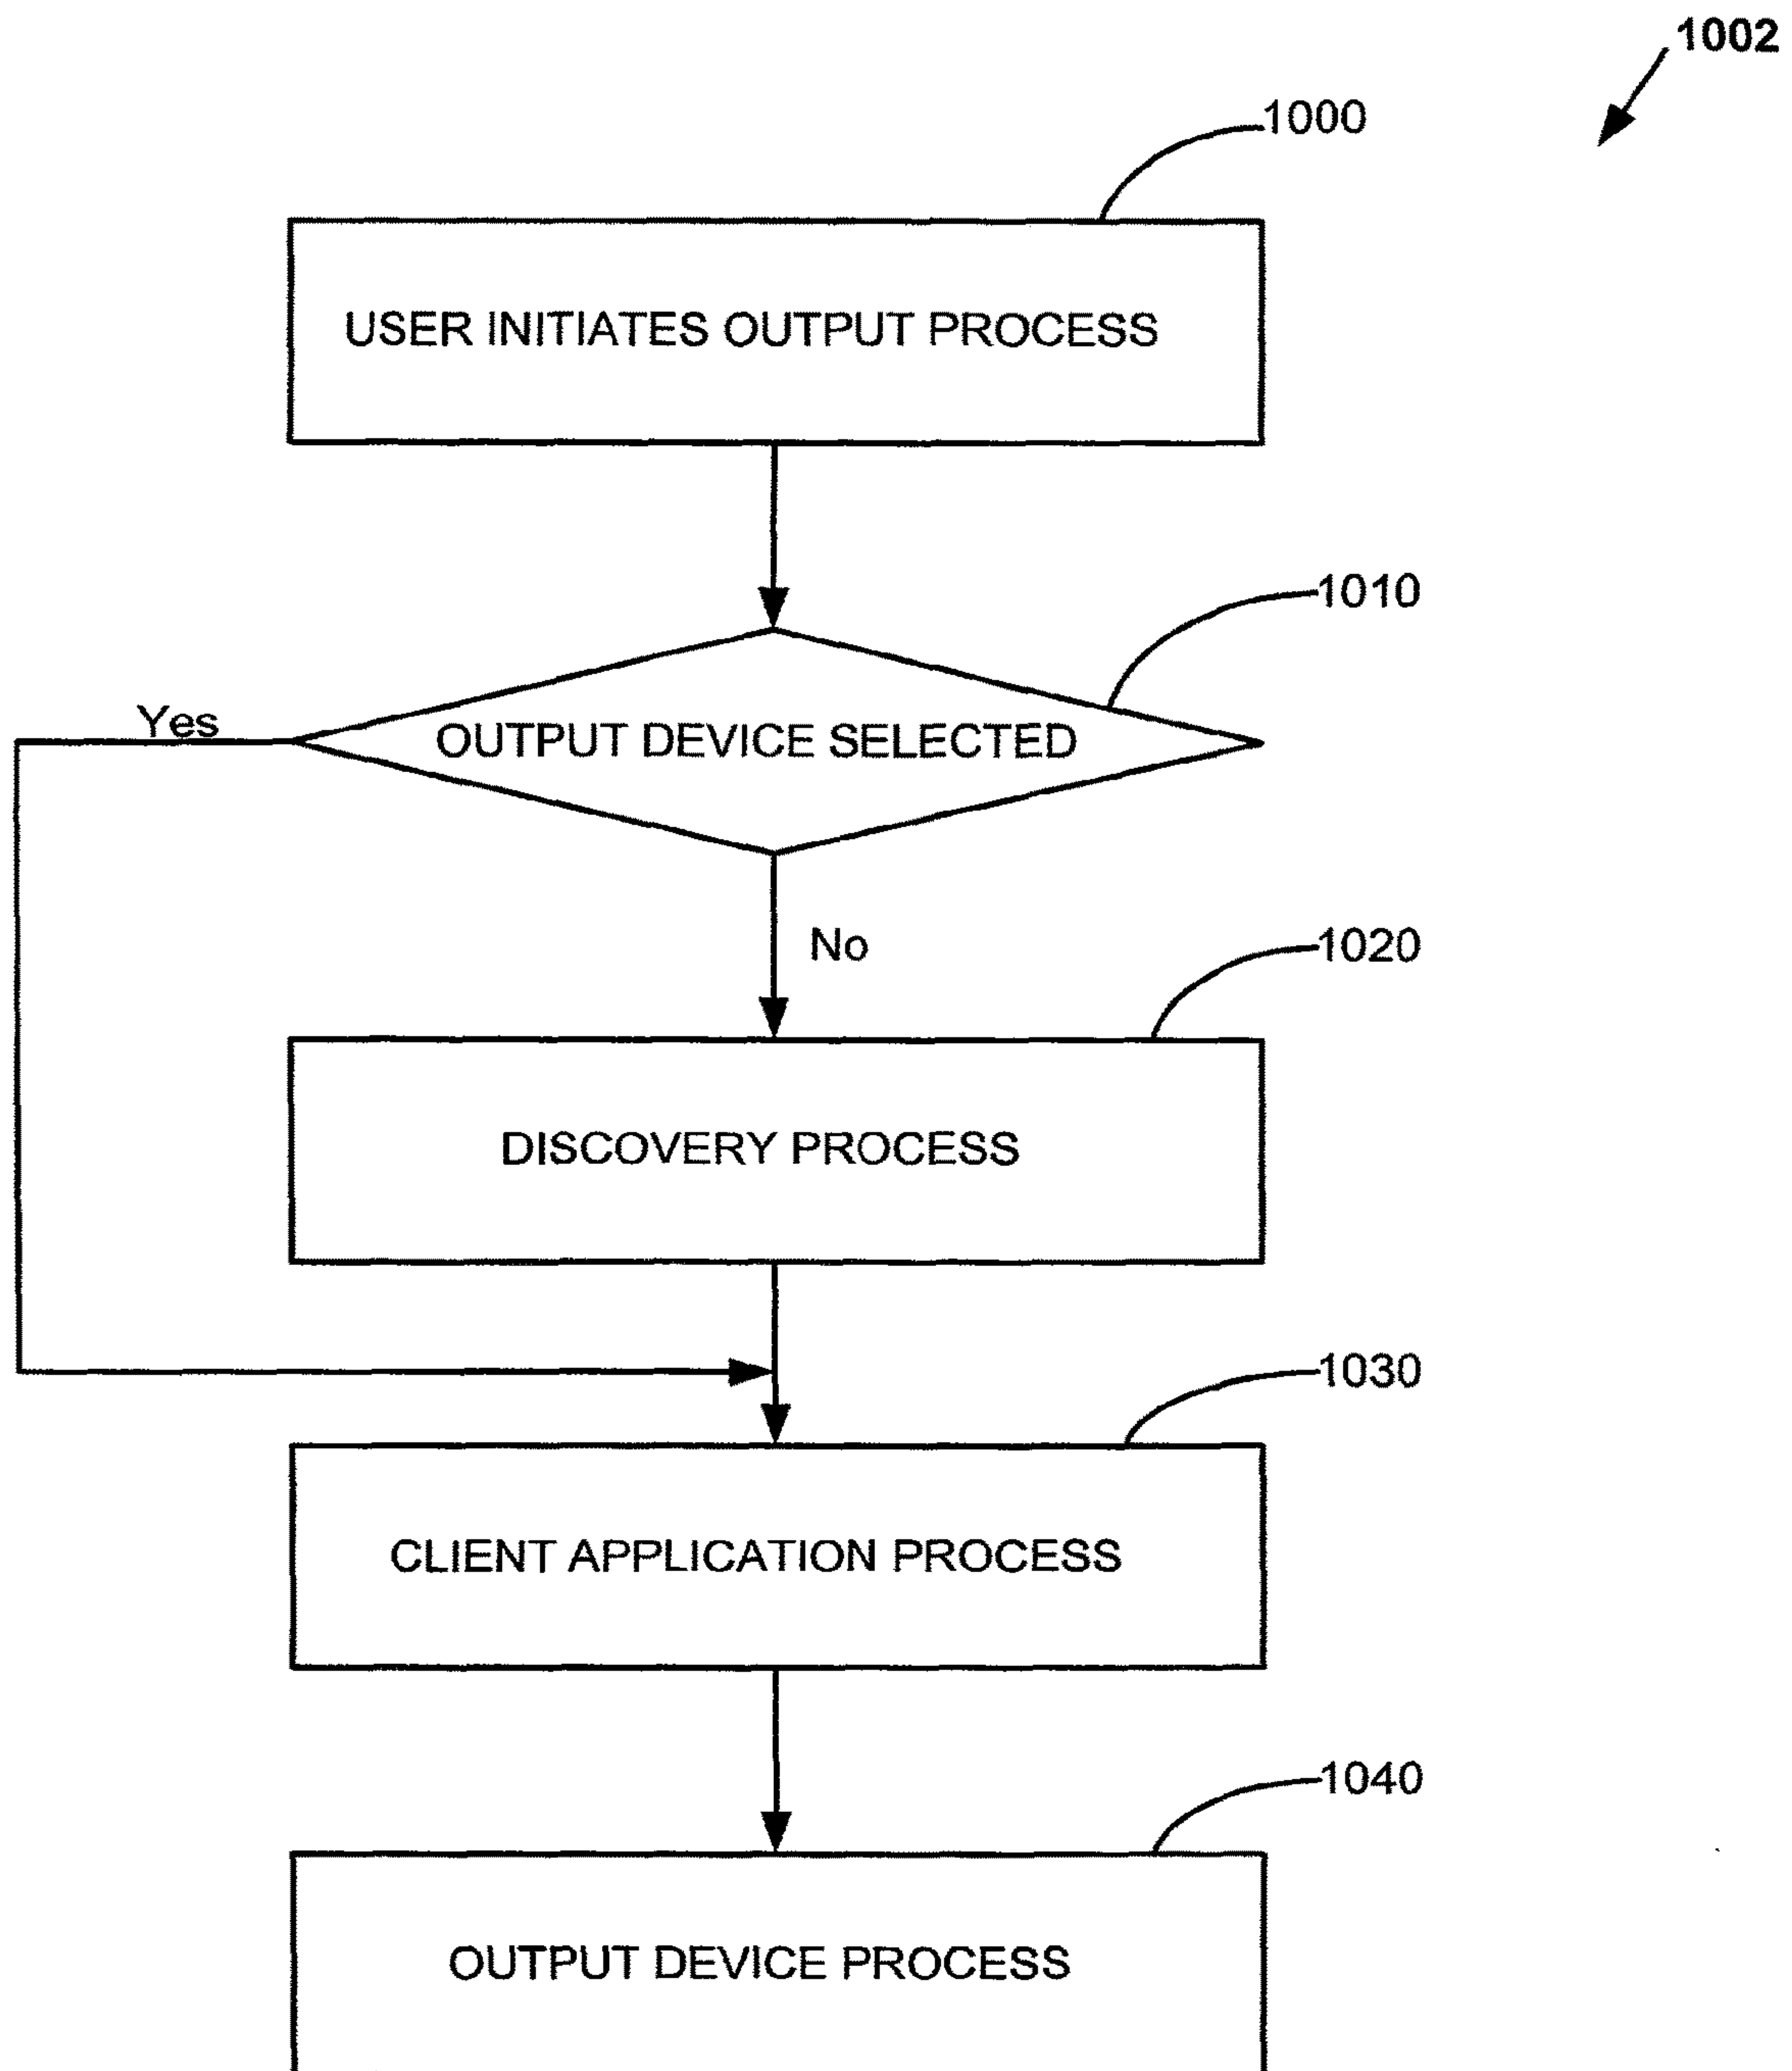 1002
1000
USER INITIATES OUTPUT PROCESS
1010
Yes
OUTPUT DEVICE SELECTED
No
1020
DISCOVERY PROCESS
1030
CLIENT APPLICATION PROCESS
1040
OUTPUT DEVICE PROCESS